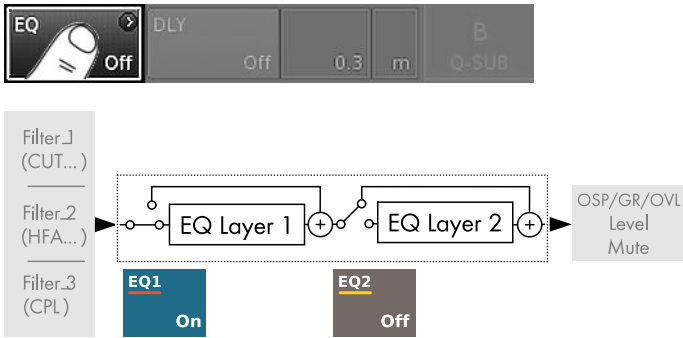 EQ
Off
DLY
Off
0.3
m
B
Q-SUB
Filter_1
(CUT... )
Filter_2
(HFA... )
Filter_3
(CPL)
EQ Layer 1
+
EQ Layer 2
+
OSP/GR/OVL
Level
Mute
EQ1
On
EQ2
Off